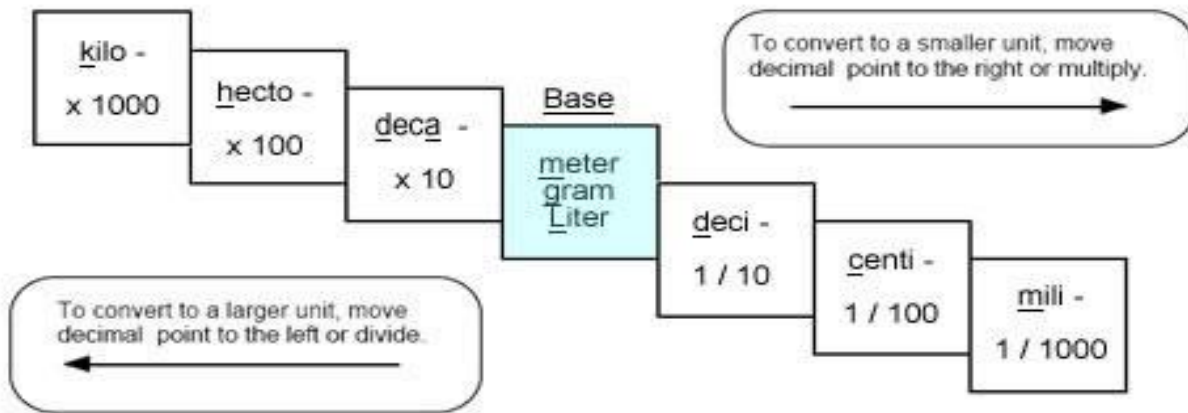 kilo -
x 1000
hecto -
x 100
deca -
x 10
Base
meter
gram
Liter
deci -
1 / 10
centi -
1 / 100
mili -
1 / 1000
To convert to a smaller unit, move
decimal point to the right or multiply.
To convert to a larger unit, move
decimal point to the left or divide.